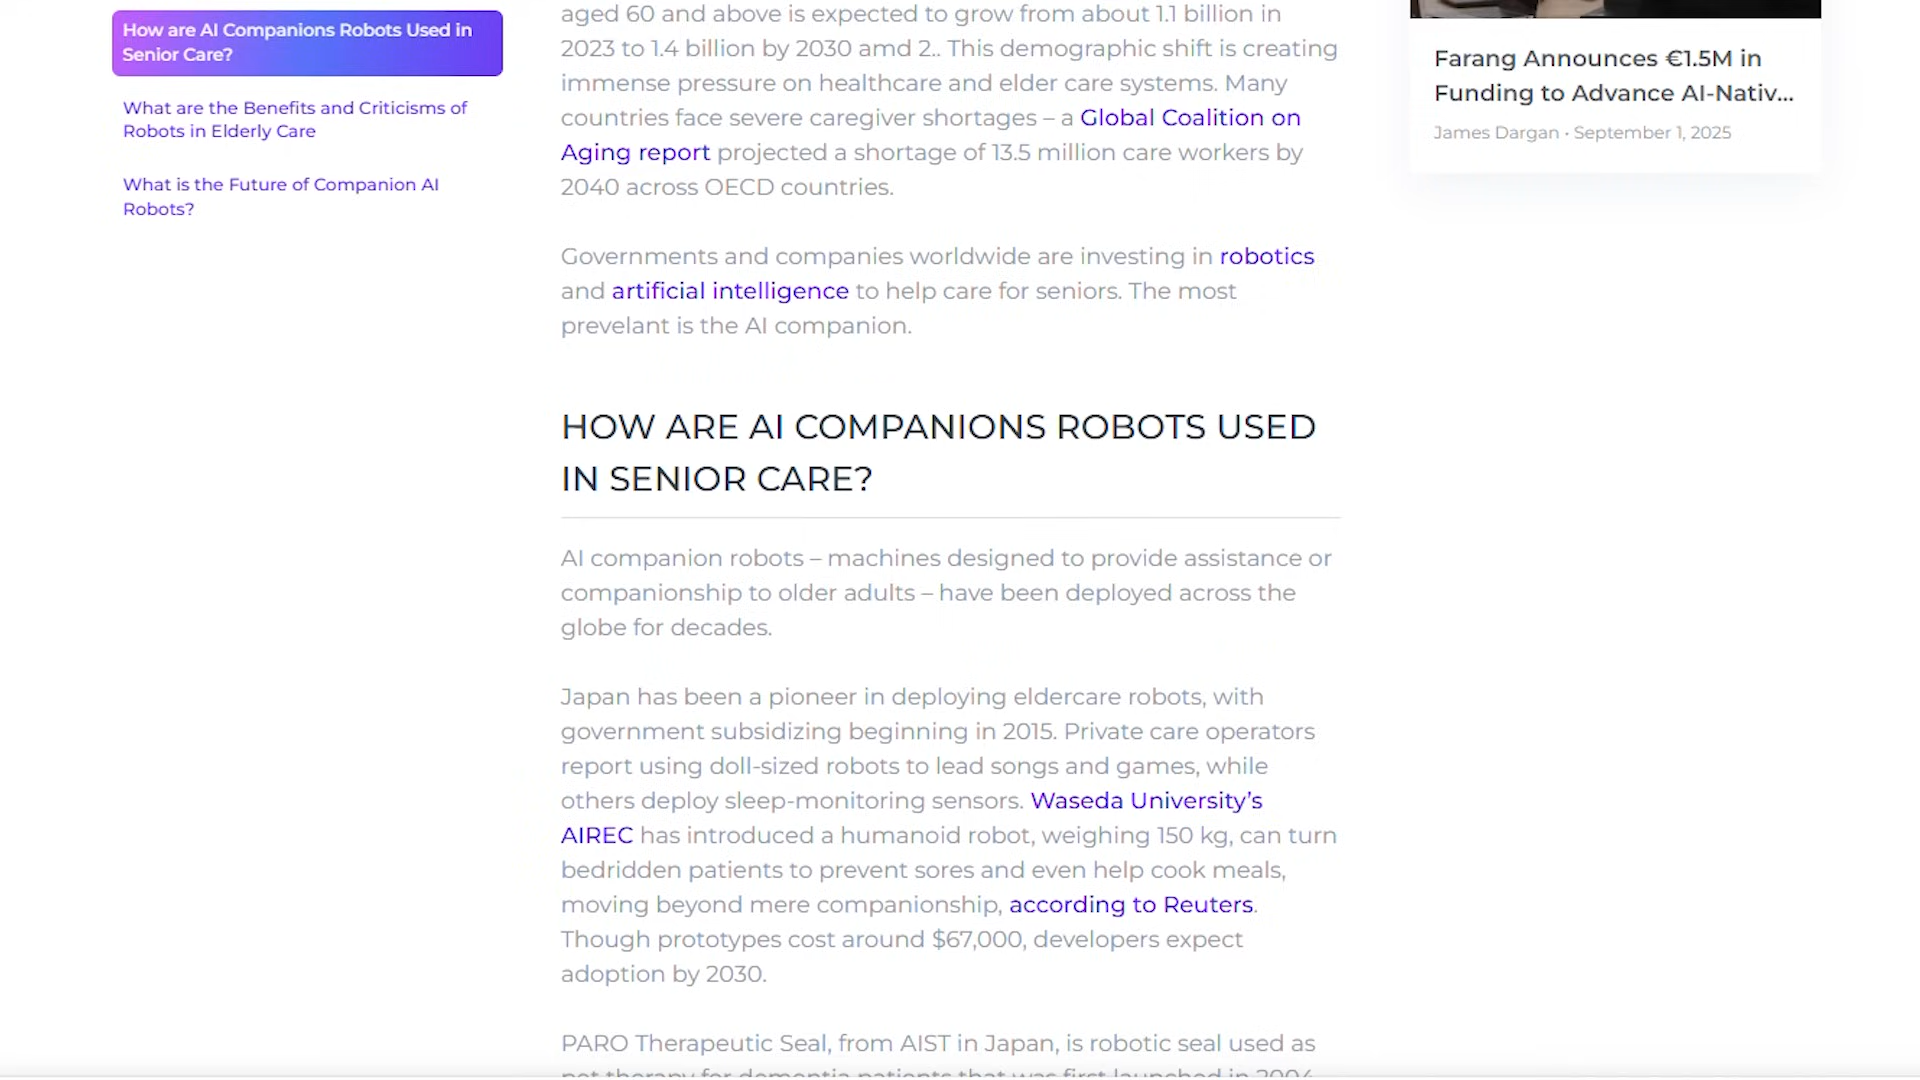 How are AI Companions Robots Used in
Senior Care?
What are the Benefits and Criticisms of
Robots in Elderly Care
What is the Future of Companion AI
Robots?
aged 60 and above is expected to grow from about 1.1 billion in
2023 to 1.4 billion by 2030 amd 2.. This demographic shift is creating
immense pressure on healthcare and elder care systems. Many
countries face severe caregiver shortages – a Global Coalition on
Aging report projected a shortage of 13.5 million care workers by
2040 across OECD countries.
Governments and companies worldwide are investing in robotics
and artificial intelligence to help care for seniors. The most
prevelant is the AI companion.
HOW ARE AI COMPANIONS ROBOTS USED
IN SENIOR CARE?
AI companion robots – machines designed to provide assistance or
companionship to older adults – have been deployed across the
globe for decades.
Japan has been a pioneer in deploying eldercare robots, with
government subsidizing beginning in 2015. Private care operators
report using doll-sized robots to lead songs and games, while
others deploy sleep-monitoring sensors. Waseda University’s
AIREC has introduced a humanoid robot, weighing 150 kg, can turn
bedridden patients to prevent sores and even help cook meals,
moving beyond mere companionship, according to Reuters.
Though prototypes cost around $67,000, developers expect
adoption by 2030.
PARO Therapeutic Seal, from AIST in Japan, is robotic seal used as
pet therapy for dementia patients that was first launched in 2004
Farang Announces €1.5M in
Funding to Advance AI-Nativ...
James Dargan · September 1, 2025